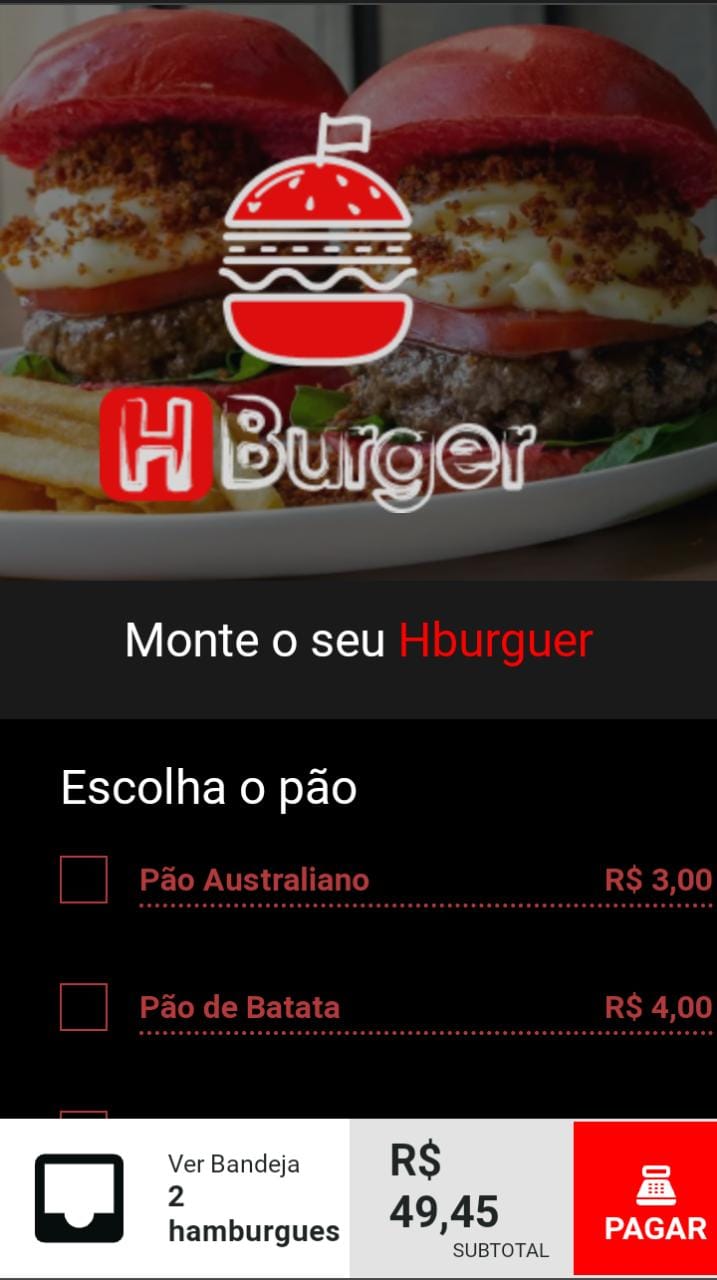 H Burger
Monte o seu Hburguer
Escolha o pão
Pão Australiano R$ 3,00
Pão de Batata R$ 4,00
Ver Bandeja
2
hamburgues
R$
49,45
SUBTOTAL
PAGAR